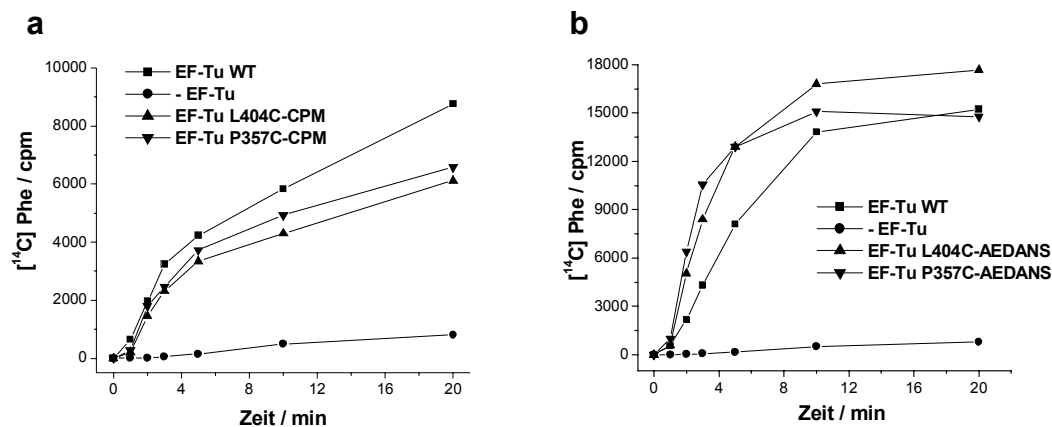 a
10000
8000
6000
4000
2000
0
[¹⁴C] Phe / cpm
EF-Tu WT
- EF-Tu
EF-Tu L404C-CPM
EF-Tu P357C-CPM
0 4 8 12 16 20
Zeit / min
b
18000
15000
12000
9000
6000
3000
0
[¹⁴C] Phe / cpm
EF-Tu WT
- EF-Tu
EF-Tu L404C-AEDANS
EF-Tu P357C-AEDANS
0 4 8 12 16 20
Zeit / min